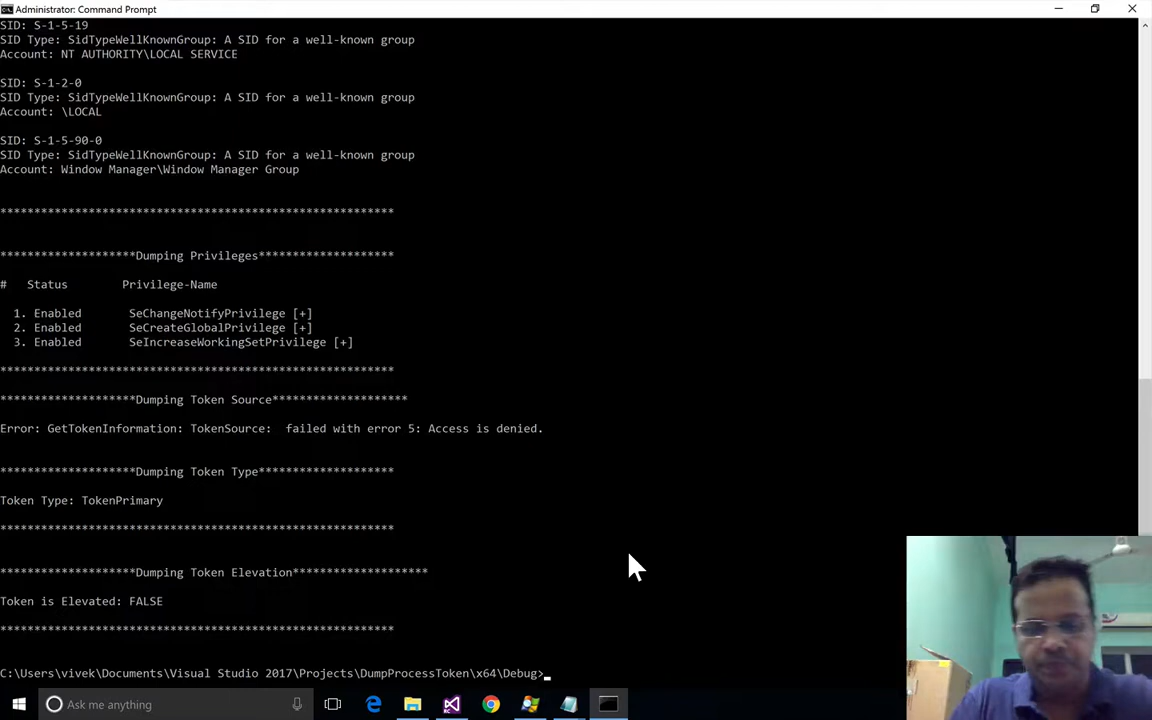 Administrator: Command Prompt
SID: S-1-5-19
SID Type: SidTypeWellKnownGroup: A SID for a well-known group
Account: NT AUTHORITY\LOCAL SERVICE
SID: S-1-2-0
SID Type: SidTypeWellKnownGroup: A SID for a well-known group
Account: \LOCAL
SID: S-1-5-90-0
SID Type: SidTypeWellKnownGroup: A SID for a well-known group
Account: Window Manager\Window Manager Group
**********************************************************
********************Dumping Privileges********************
# Status Privilege-Name
1. Enabled SeChangeNotifyPrivilege [+]
2. Enabled SeCreateGlobalPrivilege [+]
3. Enabled SeIncreaseWorkingSetPrivilege [+]
**********************************************************
********************Dumping Token Source********************
Error: GetTokenInformation: TokenSource:  failed with error 5: Access is denied.
********************Dumping Token Type********************
Token Type: TokenPrimary
**********************************************************
********************Dumping Token Elevation********************
Token is Elevated: FALSE
**********************************************************
C:\Users\vivek\Documents\Visual Studio 2017\Projects\DumpProcessToken\x64\Debug>_
Ask me anything